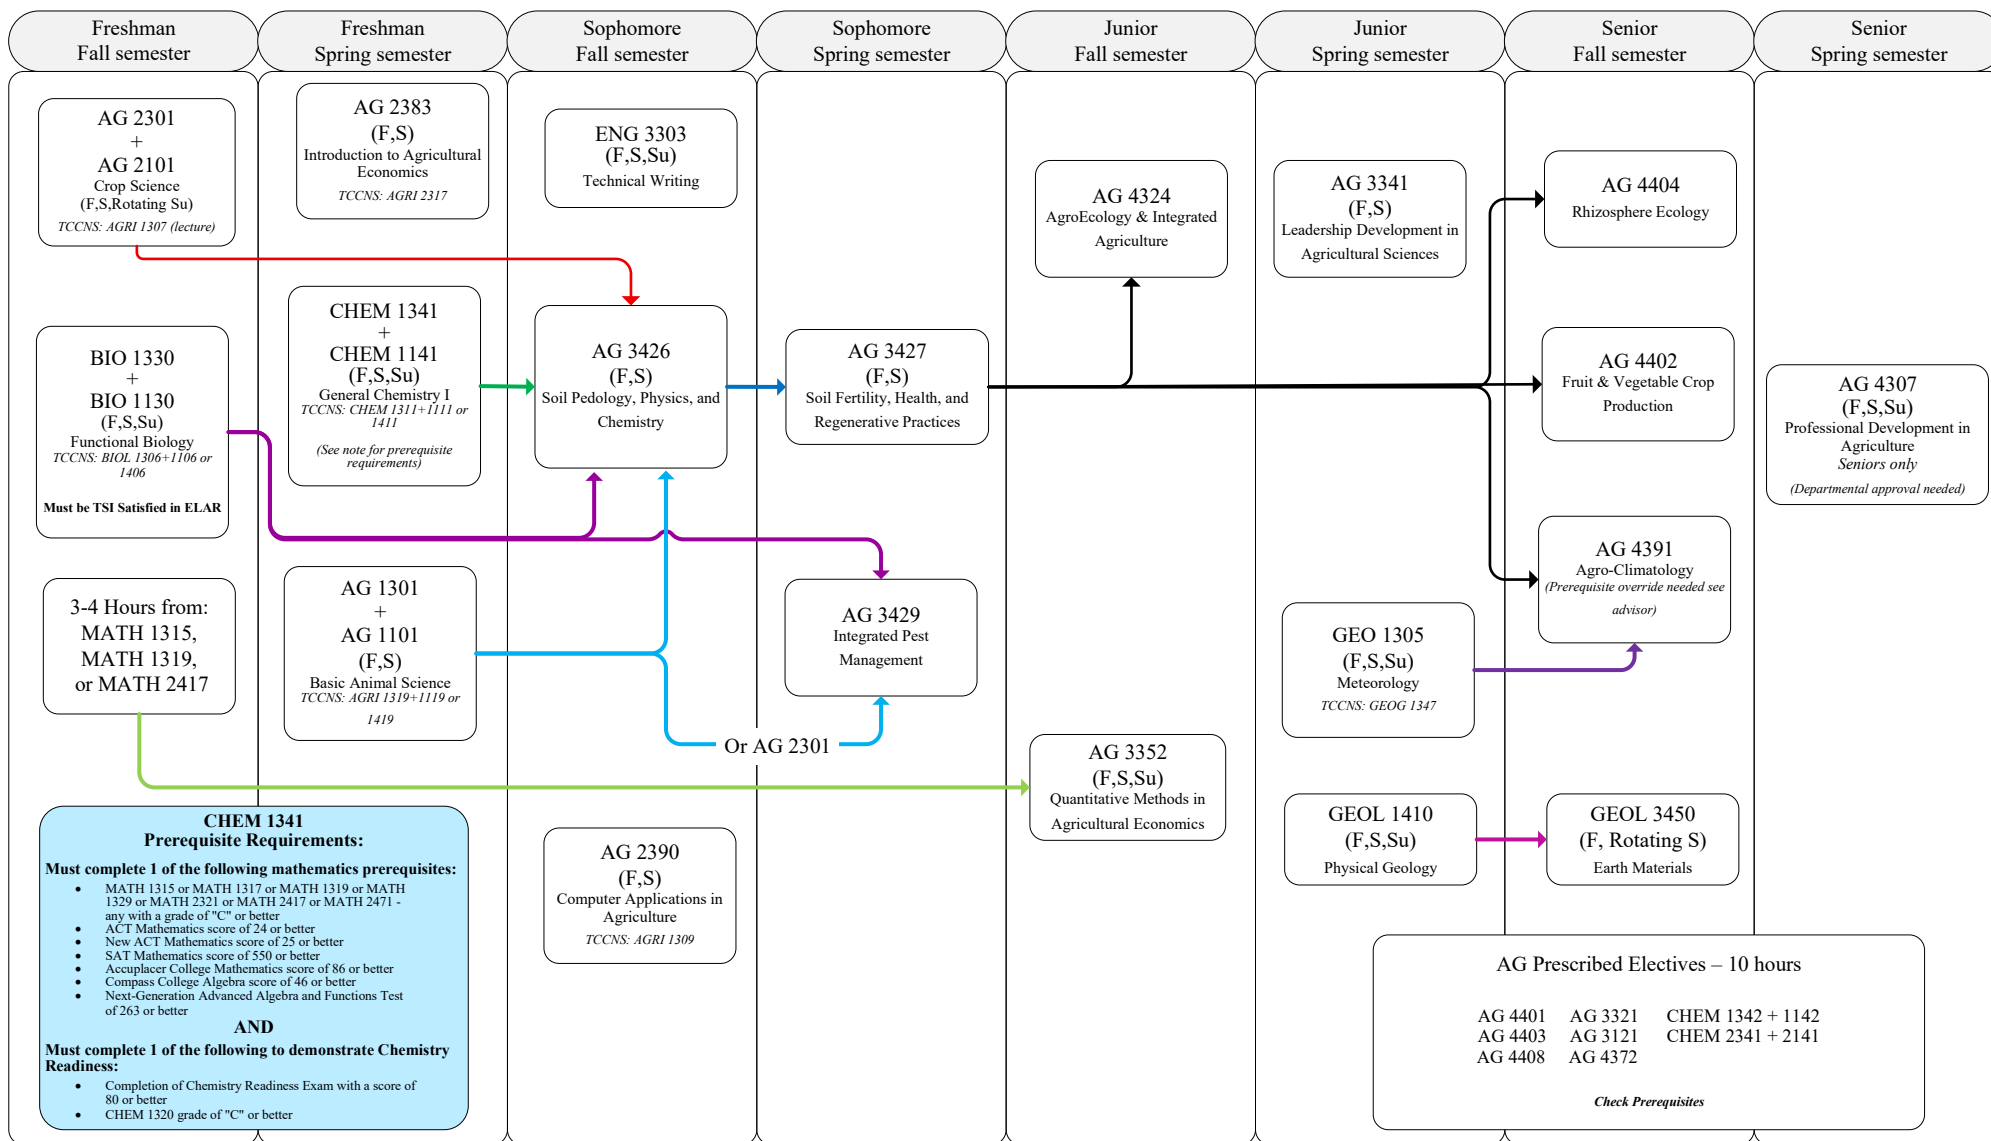 Freshman
Fall semester
Freshman
Spring semester
Sophomore
Fall semester
Sophomore
Spring semester
Junior
Fall semester
Junior
Spring semester
Senior
Fall semester
Senior
Spring semester
AG 2301
+
AG 2101
Crop Science
(F,S,Rotating Su)
TCCNS: AGRI 1307 (lecture)
BIO 1330
+
BIO 1130
(F,S,Su)
Functional Biology
TCCNS: BIOL 1306+1106 or
1406
Must be TSI Satisfied in ELAR
3-4 Hours from:
MATH 1315,
MATH 1319,
or MATH 2417
AG 2383
(F,S)
Introduction to Agricultural
Economics
TCCNS: AGRI 2317
CHEM 1341
+
CHEM 1141
(F,S,Su)
General Chemistry I
TCCNS: CHEM 1311+1111 or
1411
(See note for prerequisite
requirements)
AG 1301
+
AG 1101
(F,S)
Basic Animal Science
TCCNS: AGRI 1319+1119 or
1419
ENG 3303
(F,S,Su)
Technical Writing
AG 3426
(F,S)
Soil Pedology, Physics, and
Chemistry
Or AG 2301
AG 2390
(F,S)
Computer Applications in
Agriculture
TCCNS: AGRI 1309
AG 3427
(F,S)
Soil Fertility, Health, and
Regenerative Practices
AG 3429
Integrated Pest
Management
AG 4324
AgroEcology & Integrated
Agriculture
AG 3352
(F,S,Su)
Quantitative Methods in
Agricultural Economics
AG 3341
(F,S)
Leadership Development in
Agricultural Sciences
GEO 1305
(F,S,Su)
Meteorology
TCCNS: GEOG 1347
GEOL 1410
(F,S,Su)
Physical Geology
AG 4404
Rhizosphere Ecology
AG 4402
Fruit & Vegetable Crop
Production
AG 4391
Agro-Climatology
(Prerequisite override needed see
advisor)
GEOL 3450
(F, Rotating S)
Earth Materials
AG 4307
(F,S,Su)
Professional Development in
Agriculture
Seniors only
(Departmental approval needed)
CHEM 1341
Prerequisite Requirements:
Must complete 1 of the following mathematics prerequisites:
• MATH 1315 or MATH 1317 or MATH 1319 or MATH
1329 or MATH 2321 or MATH 2417 or MATH 2471 -
any with a grade of "C" or better
• ACT Mathematics score of 24 or better
• New ACT Mathematics score of 25 or better
• SAT Mathematics score of 550 or better
• Accuplacer College Mathematics score of 86 or better
• Compass College Algebra score of 46 or better
• Next-Generation Advanced Algebra and Functions Test
of 263 or better
AND
Must complete 1 of the following to demonstrate Chemistry
Readiness:
• Completion of Chemistry Readiness Exam with a score of
80 or better
• CHEM 1320 grade of "C" or better
AG Prescribed Electives – 10 hours
AG 4401 AG 3321 CHEM 1342 + 1142
AG 4403 AG 3121 CHEM 2341 + 2141
AG 4408 AG 4372
Check Prerequisites